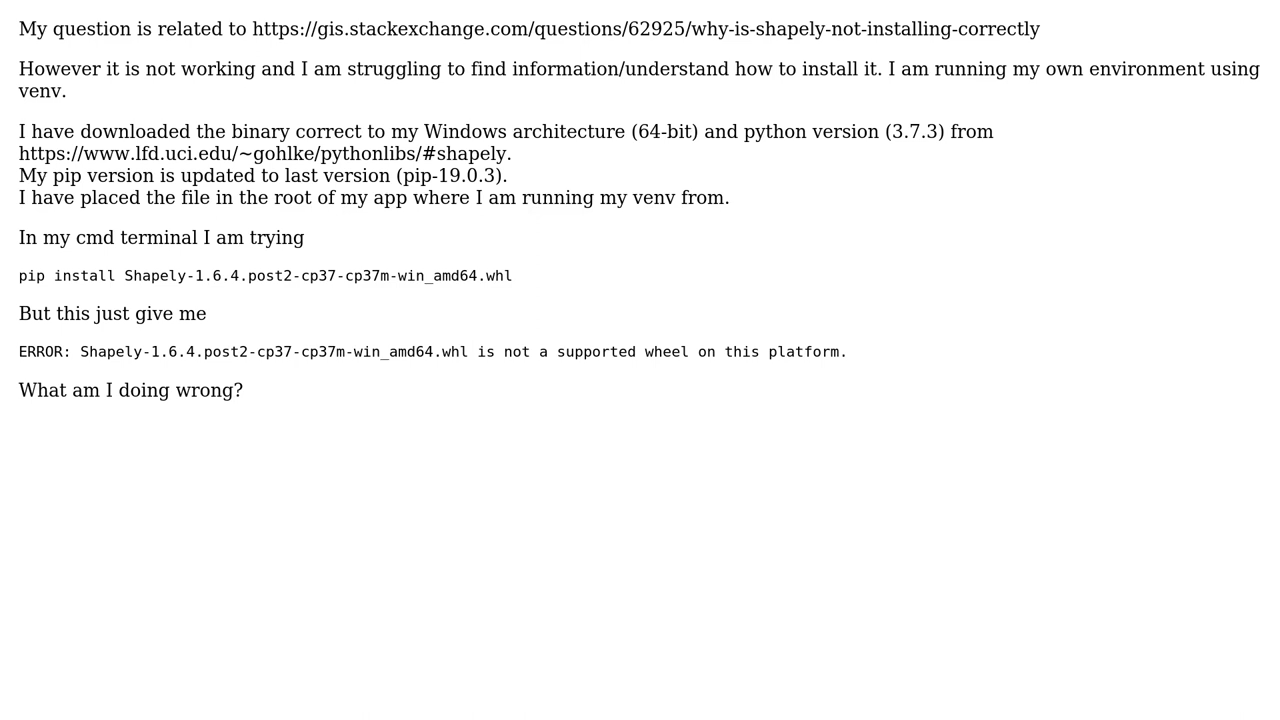 My question is related to https://gis.stackexchange.com/questions/62925/why-is-shapely-not-installing-correctly
However it is not working and I am struggling to find information/understand how to install it. I am running my own environment using
venv.
I have downloaded the binary correct to my Windows architecture (64-bit) and python version (3.7.3) from
https://www.lfd.uci.edu/~gohlke/pythonlibs/#shapely.
My pip version is updated to last version (pip-19.0.3).
I have placed the file in the root of my app where I am running my venv from.
In my cmd terminal I am trying
pip install Shapely-1.6.4.post2-cp37-cp37m-win_amd64.whl
But this just give me
ERROR: Shapely-1.6.4.post2-cp37-cp37m-win_amd64.whl is not a supported wheel on this platform.
What am I doing wrong?